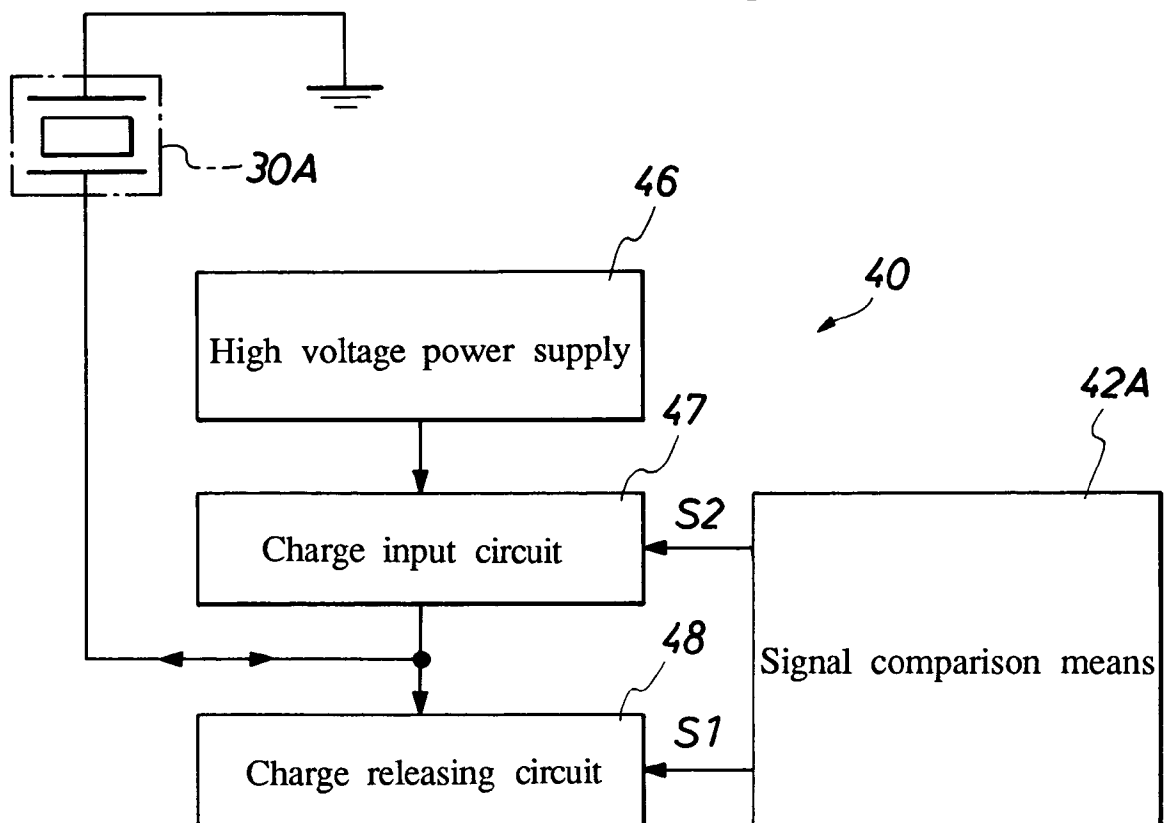 30A
46
40
High voltage power supply
42A
47
S2
Charge input circuit
48
Signal comparison means
S1
Charge releasing circuit